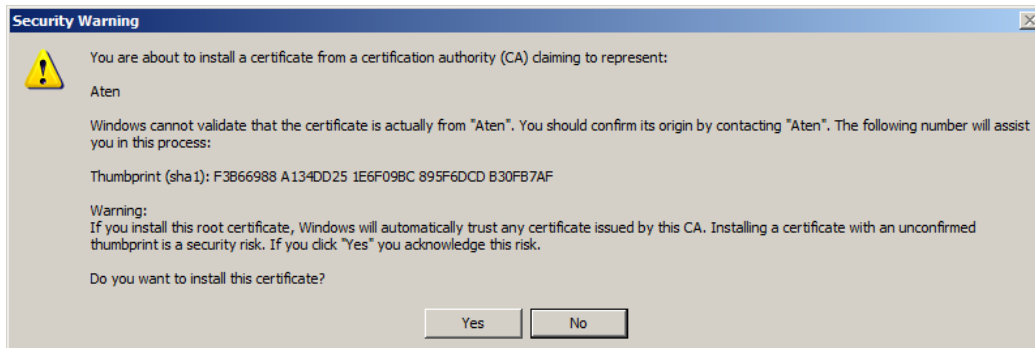 Security Warning
You are about to install a certificate from a certification authority (CA) claiming to represent:
Aten
Windows cannot validate that the certificate is actually from "Aten". You should confirm its origin by contacting "Aten". The following number will assist
you in this process:
Thumbprint (sha1): F3B66988 A134DD25 1E6F09BC 895F6DCD B30FB7AF
Warning:
If you install this root certificate, Windows will automatically trust any certificate issued by this CA. Installing a certificate with an unconfirmed
thumbprint is a security risk. If you click "Yes" you acknowledge this risk.
Do you want to install this certificate?
Yes
No